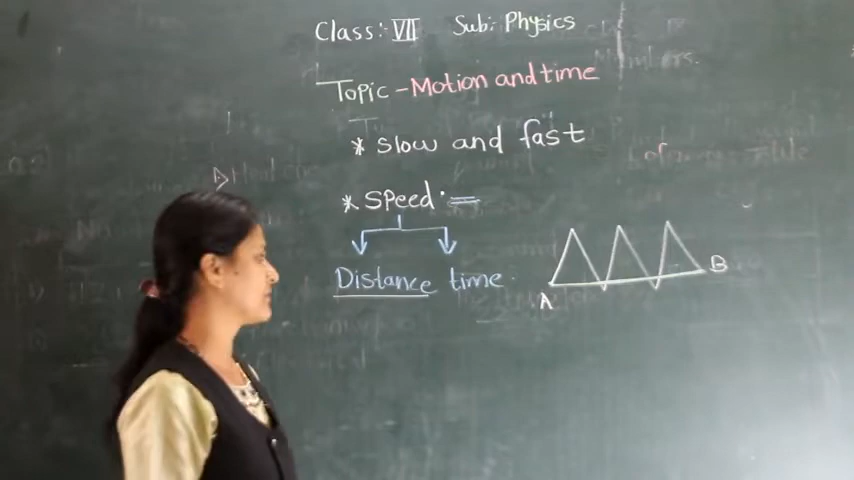 Class:- VII Sub: Physics
Topic - Motion and time
* Slow and fast
* Speed. =
Distance time.
A B